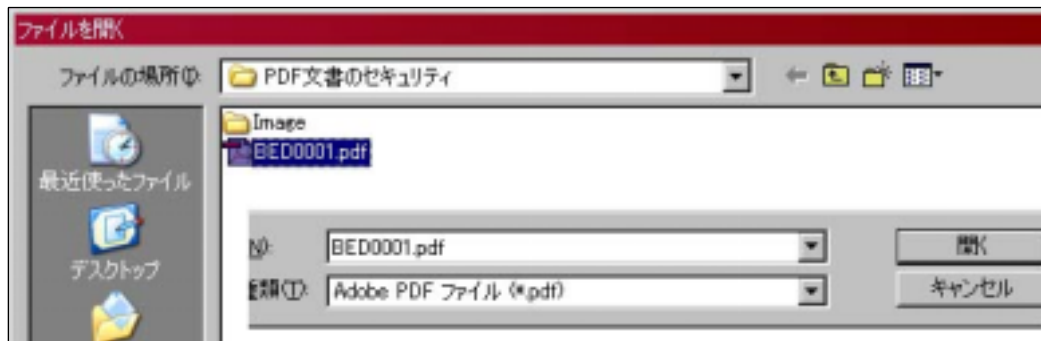 ファイルを開く
ファイルの場所(I):
PDF文書のセキュリティ
Image
BED0001.pdf
最近使ったファイル
デスクトップ
(N):
BED0001.pdf
開く
種類(T):
Adobe PDF ファイル (*.pdf)
キャンセル